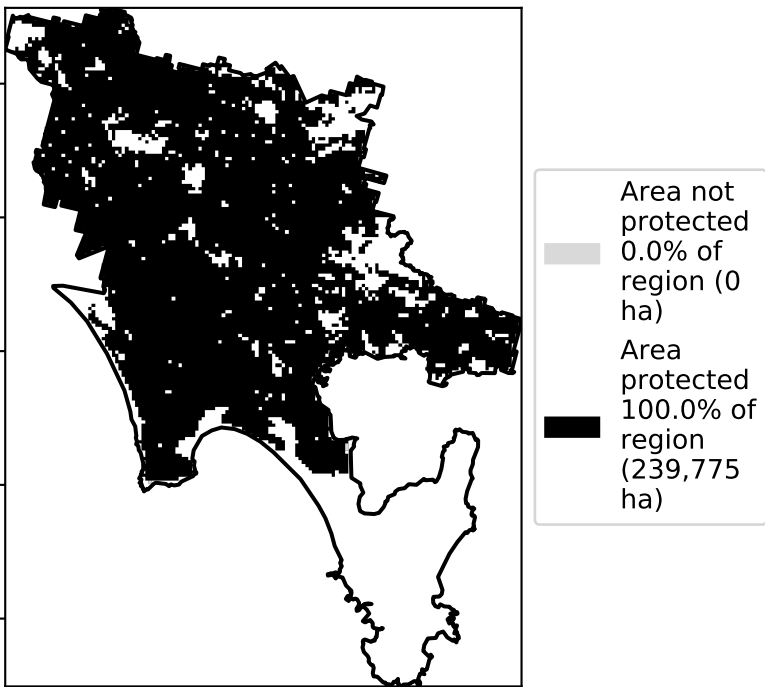 Area not
protected
0.0% of
region (0
ha)
Area
protected
100.0% of
region
(239,775
ha)